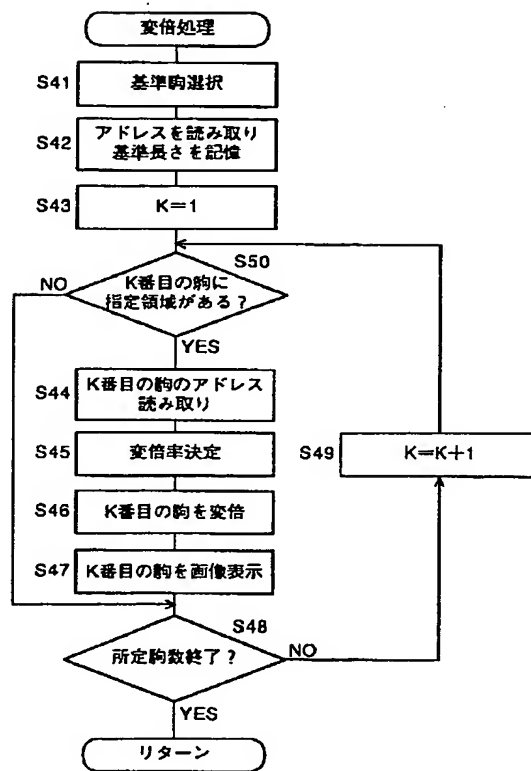 変倍処理
S41
基準駒選択
S42
アドレスを読み取り
基準長さを記憶
S43
K=1
S50
NO
K番目の駒に
指定領域がある?
YES
S44
K番目の駒のアドレス
読み取り
S45
変倍率決定
S49
K=K+1
S46
K番目の駒を変倍
S47
K番目の駒を画像表示
S48
所定駒数終了?
NO
YES
リターン